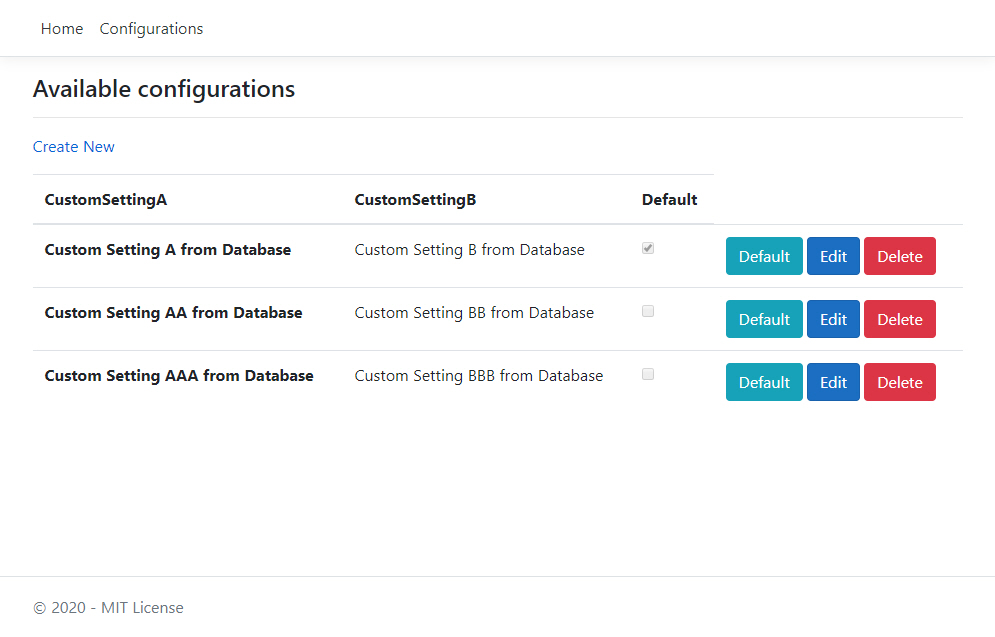 Home Configurations
Available configurations
Create New
CustomSettingA CustomSettingB Default
Custom Setting A from Database Custom Setting B from Database Default Edit Delete
Custom Setting AA from Database Custom Setting BB from Database Default Edit Delete
Custom Setting AAA from Database Custom Setting BBB from Database Default Edit Delete
© 2020 - MIT License